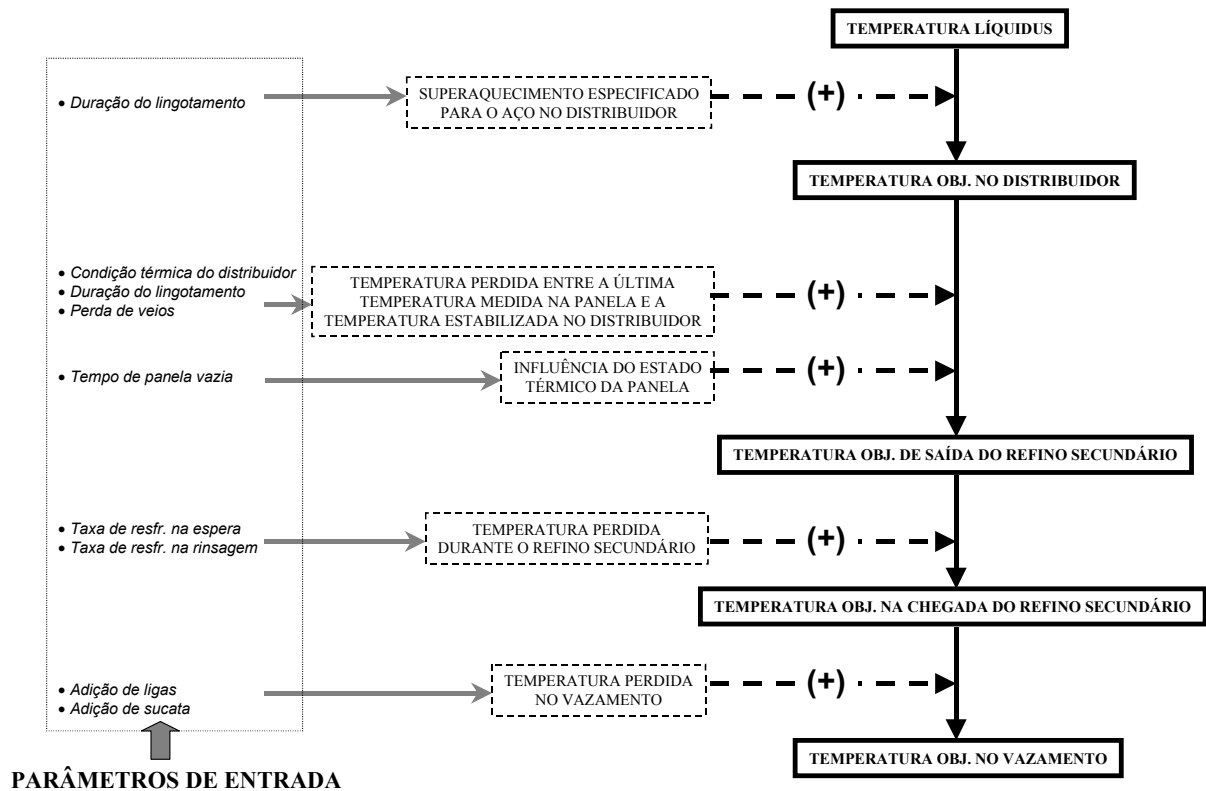 TEMPERATURA LÍQUIDUS
• Duração do lingotamento
SUPERAQUECIMENTO ESPECIFICADO
PARA O AÇO NO DISTRIBUIDOR
(+)
TEMPERATURA OBJ. NO DISTRIBUIDOR
• Condição térmica do distribuidor
• Duração do lingotamento
• Perda de veios
TEMPERATURA PERDIDA ENTRE A ÚLTIMA
TEMPERATURA MEDIDA NA PANELA E A
TEMPERATURA ESTABILIZADA NO DISTRIBUIDOR
(+)
• Tempo de panela vazia
INFLUÊNCIA DO ESTADO
TÉRMICO DA PANELA
(+)
TEMPERATURA OBJ. DE SAÍDA DO REFINO SECUNDÁRIO
• Taxa de resfr. na espera
• Taxa de resfr. na rinsagem
TEMPERATURA PERDIDA
DURANTE O REFINO SECUNDÁRIO
(+)
TEMPERATURA OBJ. NA CHEGADA DO REFINO SECUNDÁRIO
• Adição de ligas
• Adição de sucata
TEMPERATURA PERDIDA
NO VAZAMENTO
(+)
TEMPERATURA OBJ. NO VAZAMENTO
PARÂMETROS DE ENTRADA